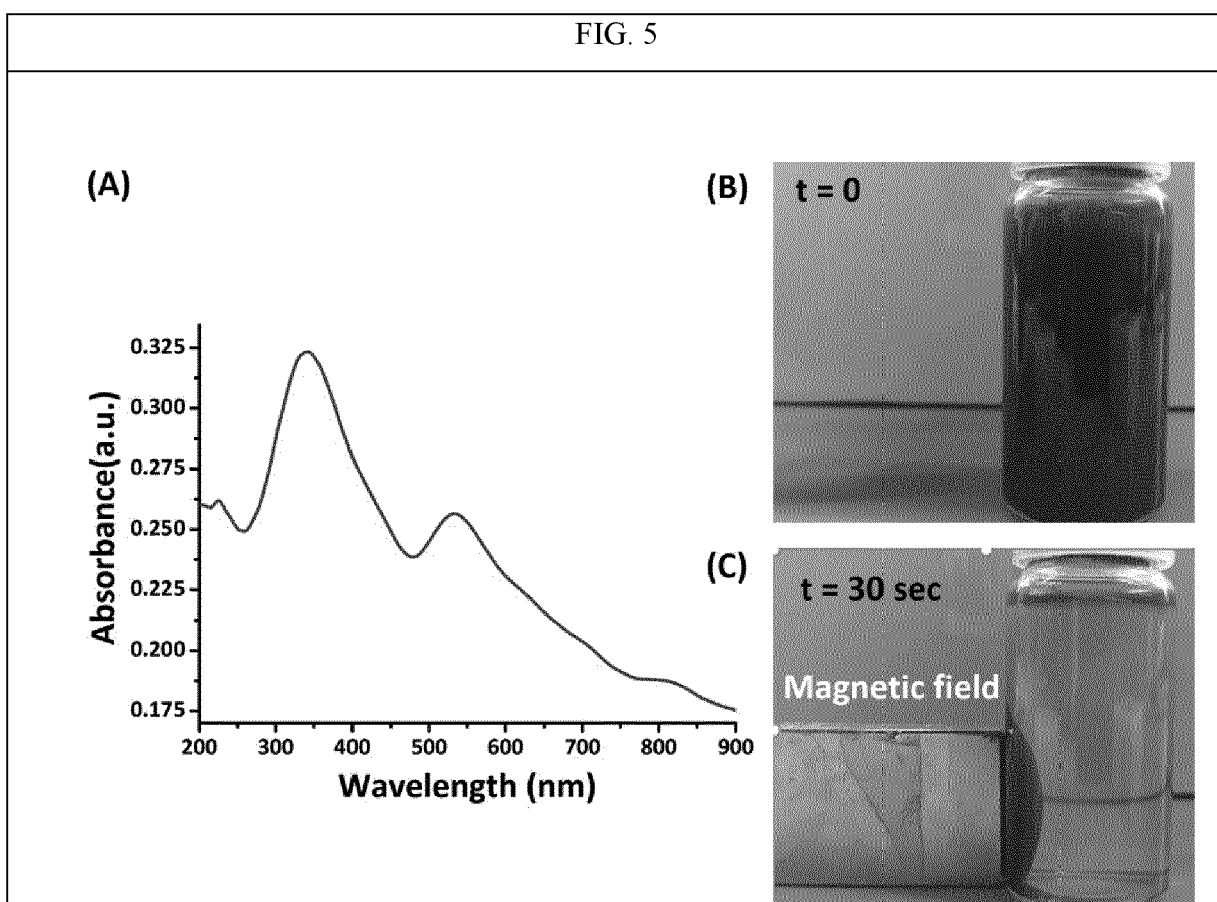 FIG. 5
(A)
0.325
0.300
0.275
0.250
0.225
0.200
0.175
200 300 400 500 600 700 800 900
Absorbance(a.u.)
Wavelength (nm)
(B)
t = 0
(C)
t = 30 sec
Magnetic field